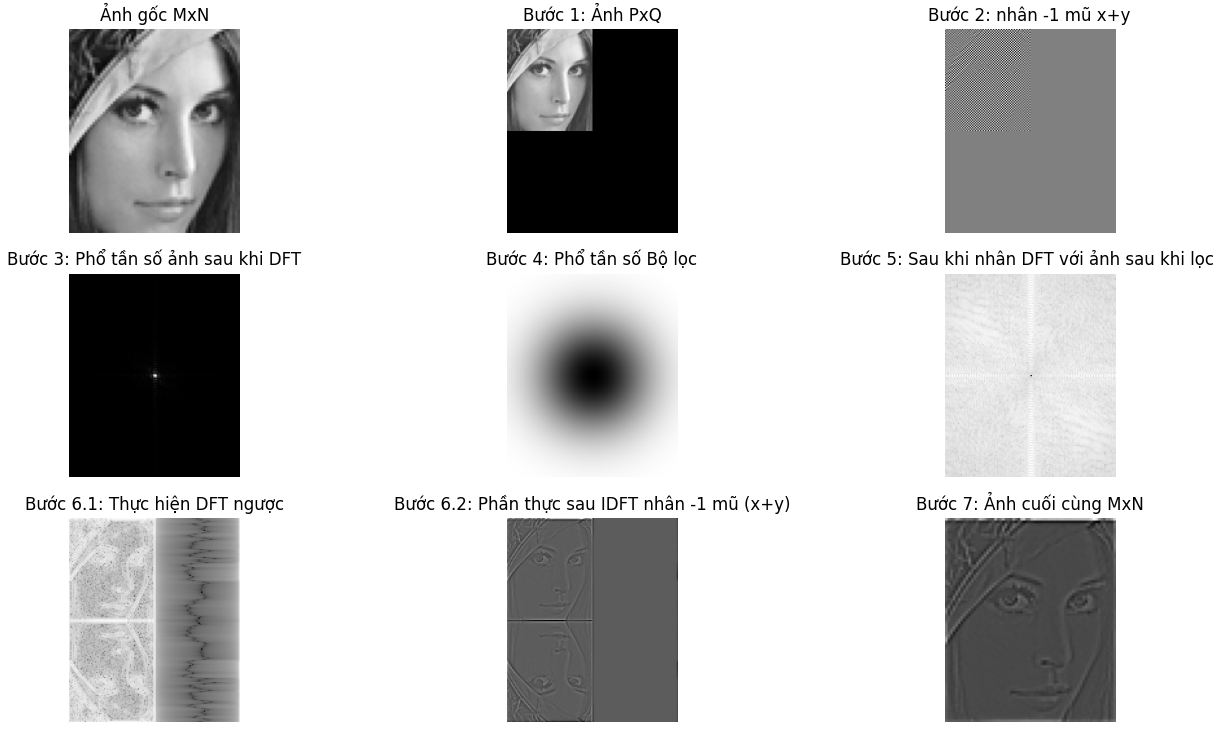 Ảnh gốc MxN
Bước 1: Ảnh PxQ
Bước 2: nhân -1 mũ x+y
Bước 3: Phổ tần số ảnh sau khi DFT
Bước 4: Phổ tần số Bộ lọc
Bước 5: Sau khi nhân DFT với ảnh sau khi lọc
Bước 6.1: Thực hiện DFT ngược
Bước 6.2: Phần thực sau IDFT nhân -1 mũ (x+y)
Bước 7: Ảnh cuối cùng MxN